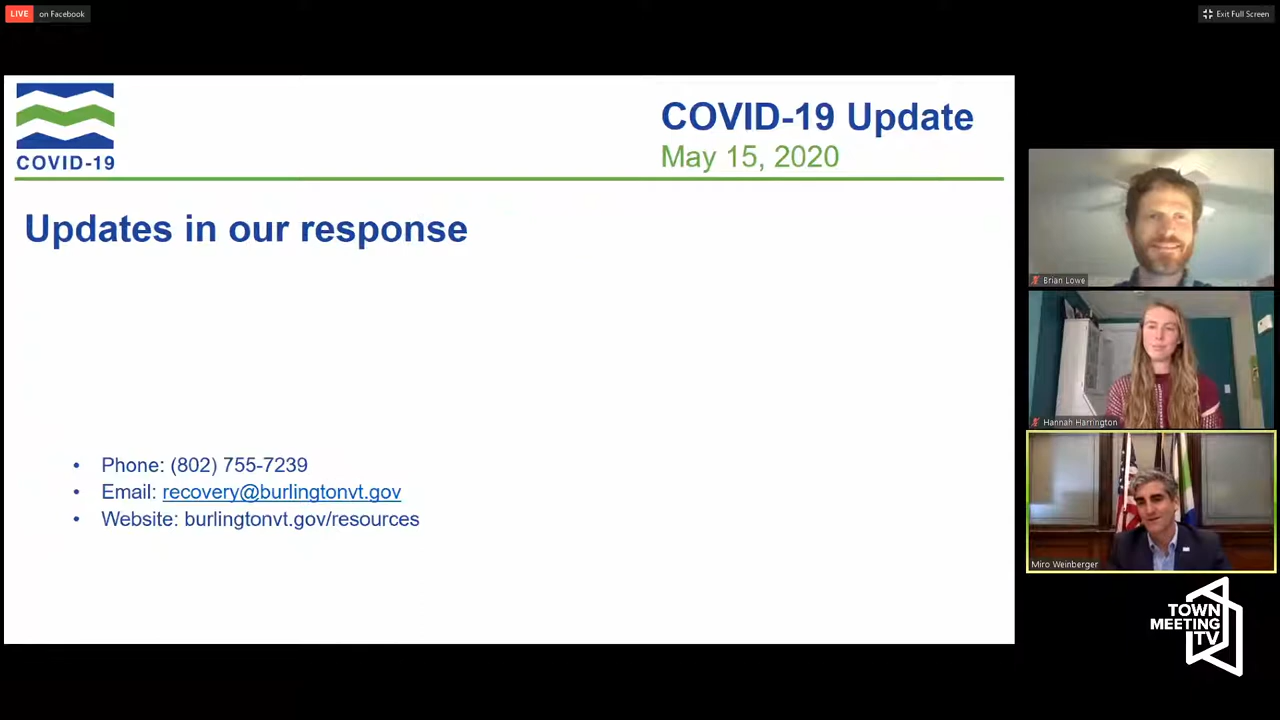 LIVE on Facebook
Exit Full Screen
COVID-19
COVID-19 Update
May 15, 2020
Updates in our response
• Phone: (802) 755-7239
• Email: recovery@burlingtonvt.gov
• Website: burlingtonvt.gov/resources
Brian Lowe
Hannah Harrington
Miro Weinberger
TOWN
MEETING
TV